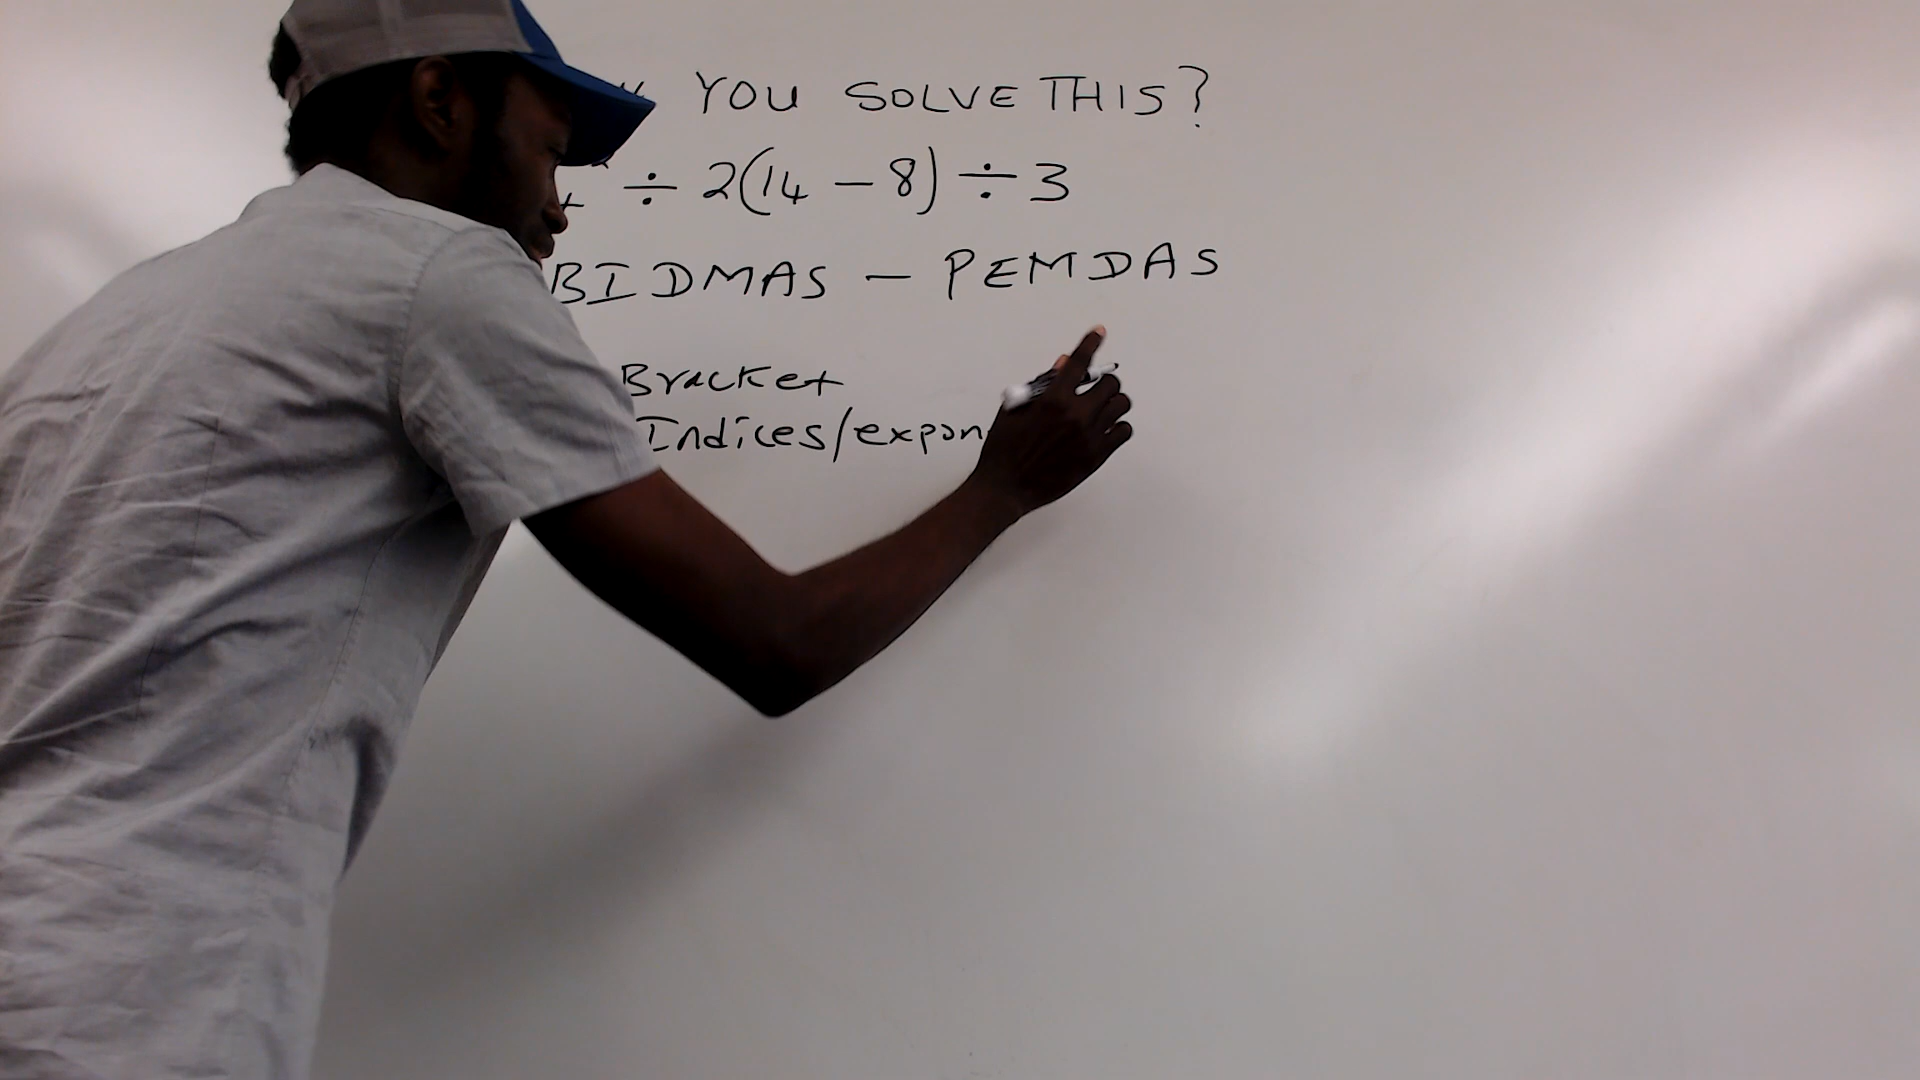 YOU SOLVE THIS?
÷ 2(14 - 8) ÷ 3
BIDMAS - PEMDAS
Bracket
Indices/expon